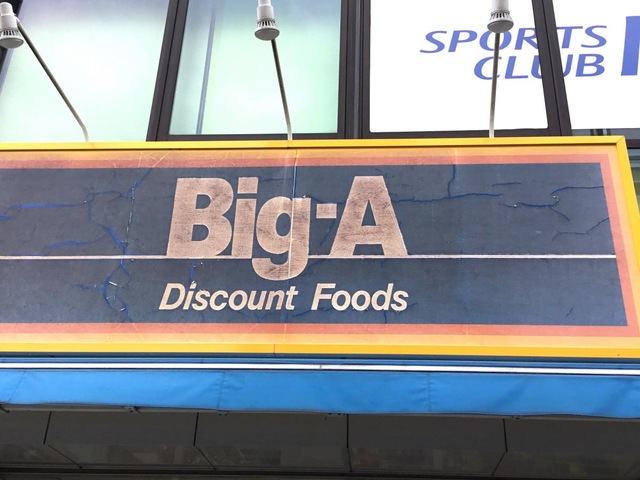 SPORTS
CLUB
Big-A
Discount Foods